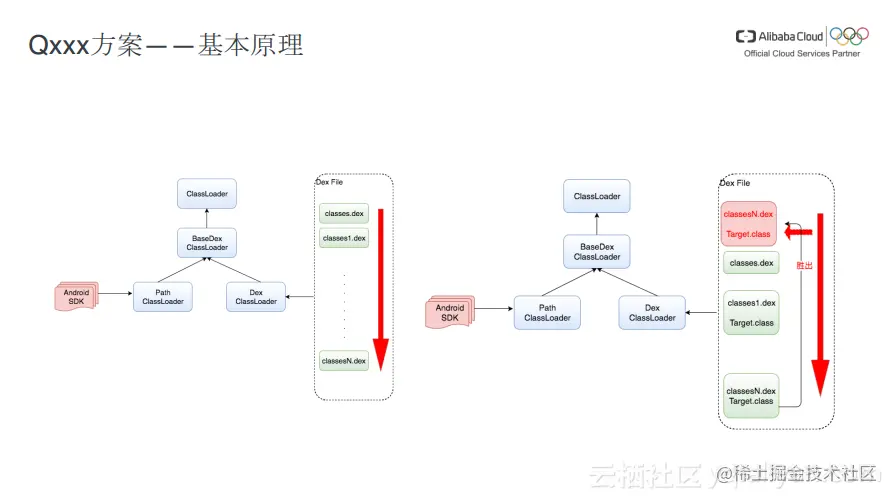 Qxxx方案——基本原理
Alibaba Cloud
Official Cloud Services Partner
ClassLoader
BaseDex
ClassLoader
Android
SDK
Path
ClassLoader
Dex
ClassLoader
Dex File
classes.dex
classes1.dex
classesN.dex
ClassLoader
BaseDex
ClassLoader
Android
SDK
Path
ClassLoader
Dex
ClassLoader
Dex File
classesN.dex
Target.class
胜出
classes.dex
classes1.dex
Target.class
classesN.dex
Target.class
云栖社区
@稀土掘金技术社区